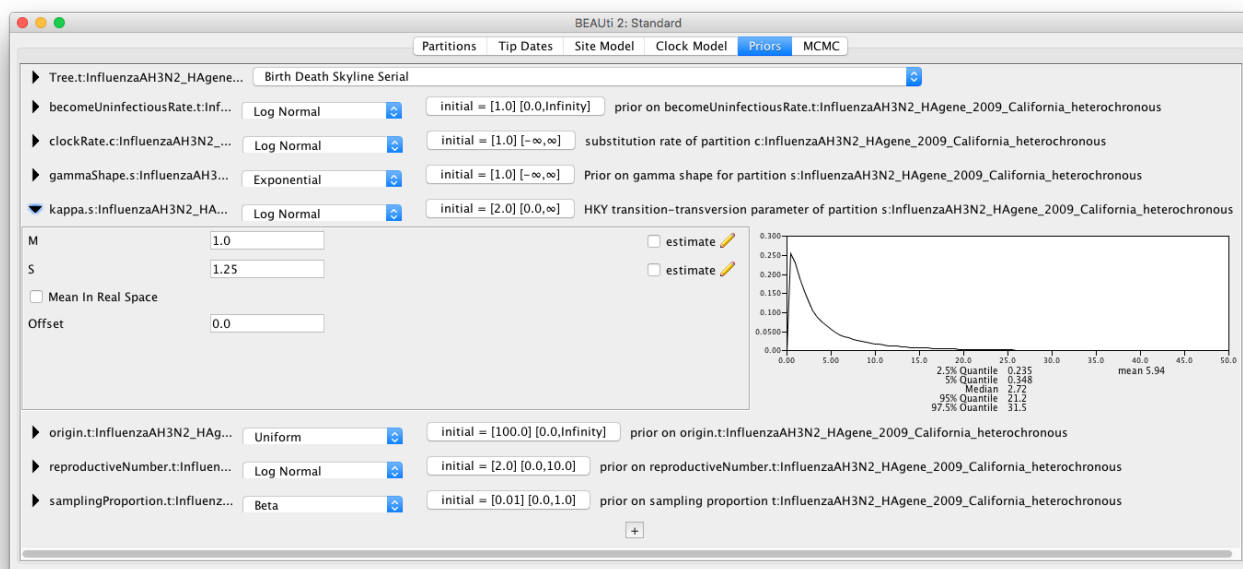 BEAUti 2: Standard
Partitions Tip Dates Site Model Clock Model Priors MCMC
Tree.t:InfluenzaAH3N2_HAgene... Birth Death Skyline Serial
becomeUninfectiousRate.t:Inf... Log Normal initial = [1.0] [0.0,Infinity] prior on becomeUninfectiousRate.t:InfluenzaAH3N2_HAgene_2009_California_heterochronous
clockRate.c:InfluenzaAH3N2_... Log Normal initial = [1.0] [-∞,∞] substitution rate of partition c:InfluenzaAH3N2_HAgene_2009_California_heterochronous
gammaShape.s:InfluenzaAH3... Exponential initial = [1.0] [-∞,∞] Prior on gamma shape for partition s:InfluenzaAH3N2_HAgene_2009_California_heterochronous
kappa.s:InfluenzaAH3N2_HA... Log Normal initial = [2.0] [0.0,∞] HKY transition-transversion parameter of partition s:InfluenzaAH3N2_HAgene_2009_California_heterochronous
M 1.0 estimate
S 1.25 estimate
Mean In Real Space
Offset 0.0
0.300
0.250
0.200
0.150
0.100
0.0500
0.00
0.00 5.00 10.0 15.0 20.0 25.0 30.0 35.0 40.0 45.0 50.0
2.5% Quantile 0.235 mean 5.94
5% Quantile 0.348
Median 2.72
95% Quantile 21.2
97.5% Quantile 31.5
origin.t:InfluenzaAH3N2_HAg... Uniform initial = [100.0] [0.0,Infinity] prior on origin.t:InfluenzaAH3N2_HAgene_2009_California_heterochronous
reproductiveNumber.t:Influen... Log Normal initial = [2.0] [0.0,10.0] prior on reproductiveNumber.t:InfluenzaAH3N2_HAgene_2009_California_heterochronous
samplingProportion.t:Influenz... Beta initial = [0.01] [0.0,1.0] prior on sampling proportion t:InfluenzaAH3N2_HAgene_2009_California_heterochronous
+